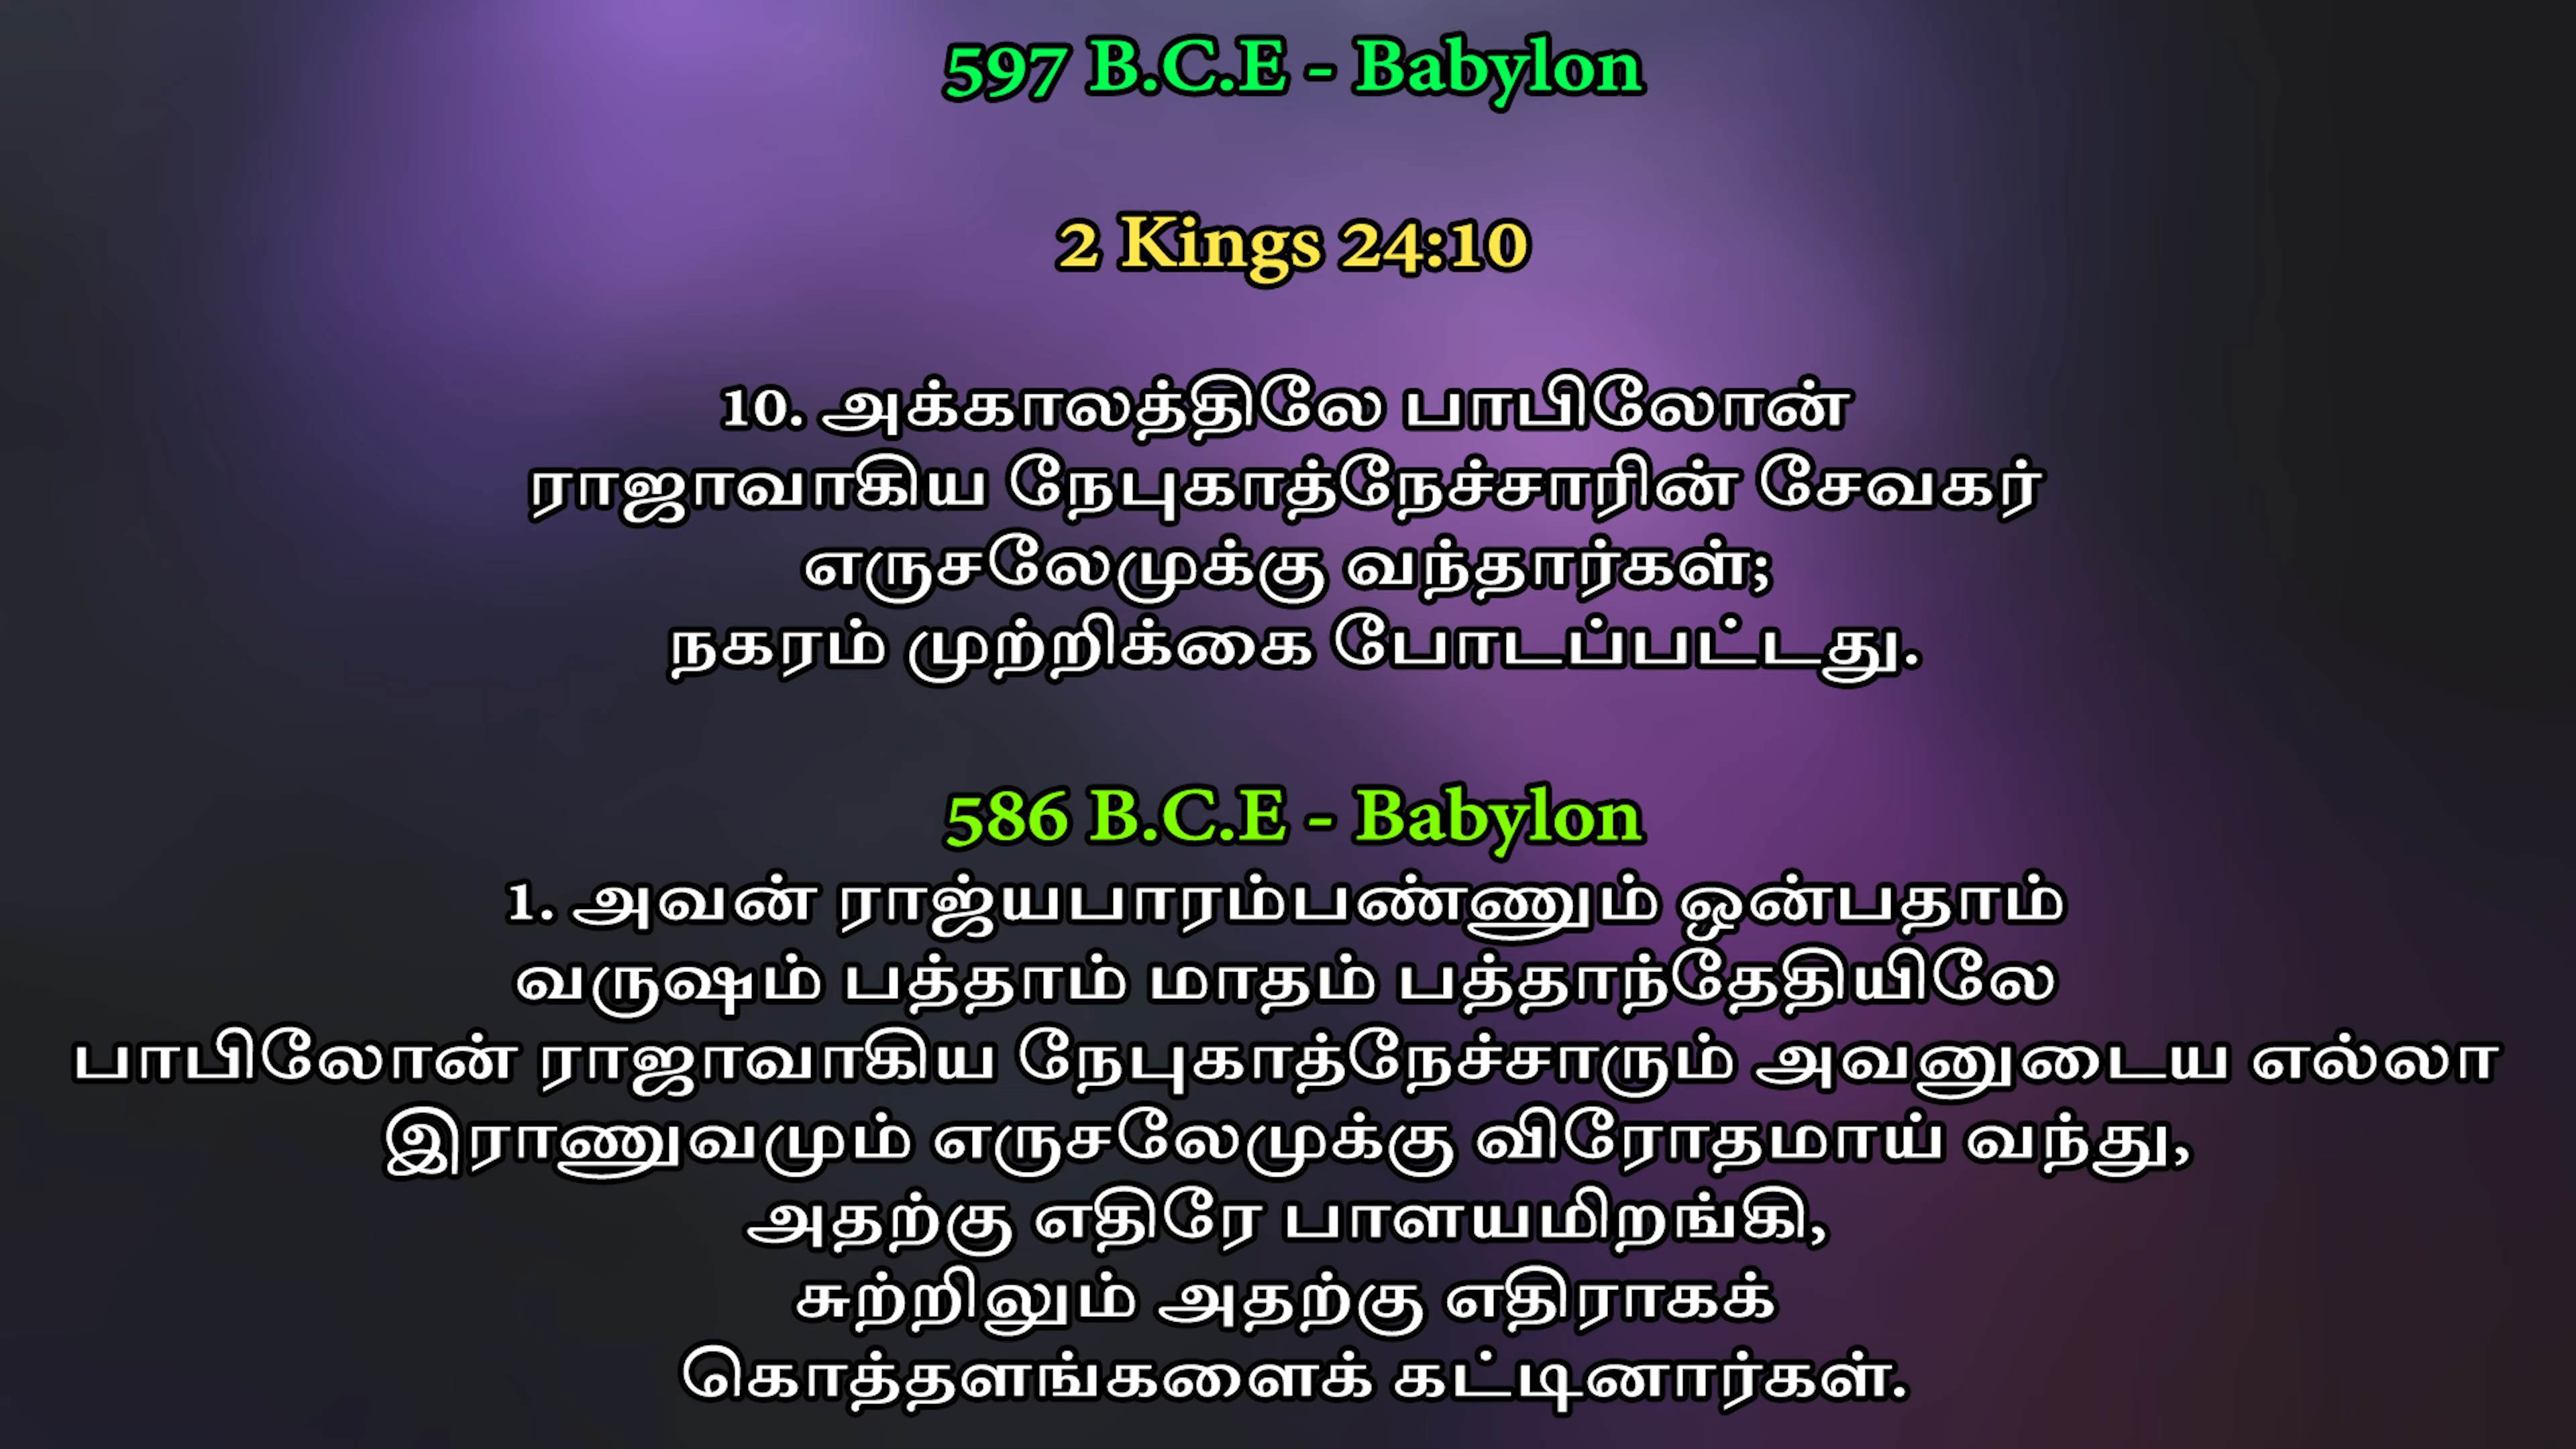 597 B.C.E - Babylon
2 Kings 24:10
10. அக்காலத்திலே பாபிலோன்
ராஜாவாகிய நேபுகாத்நேச்சாரின் சேவகர்
எருசலேமுக்கு வந்தார்கள்;
நகரம் முற்றிக்கை போடப்பட்டது.
586 B.C.E - Babylon
1. அவன் ராஜ்யபாரம்பண்ணும் ஒன்பதாம்
வருஷம் பத்தாம் மாதம் பத்தாந்தேதியிலே
பாபிலோன் ராஜாவாகிய நேபுகாத்நேச்சாரும் அவனுடைய எல்லா
இராணுவமும் எருசலேமுக்கு விரோதமாய் வந்து,
அதற்கு எதிரே பாளயமிறங்கி,
சுற்றிலும் அதற்கு எதிராகக்
கொத்தளங்களைக் கட்டினார்கள்.